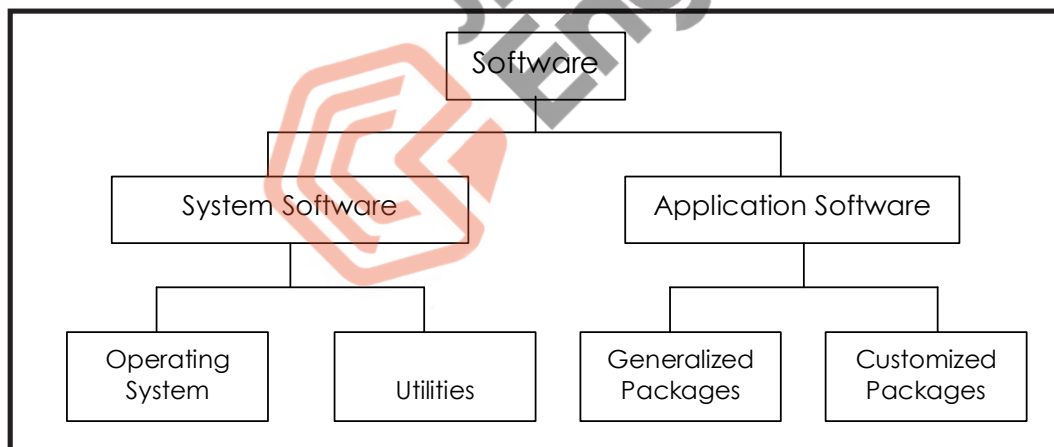 Software
System Software
Application Software
Operating
System
Utilities
Generalized
Packages
Customized
Packages